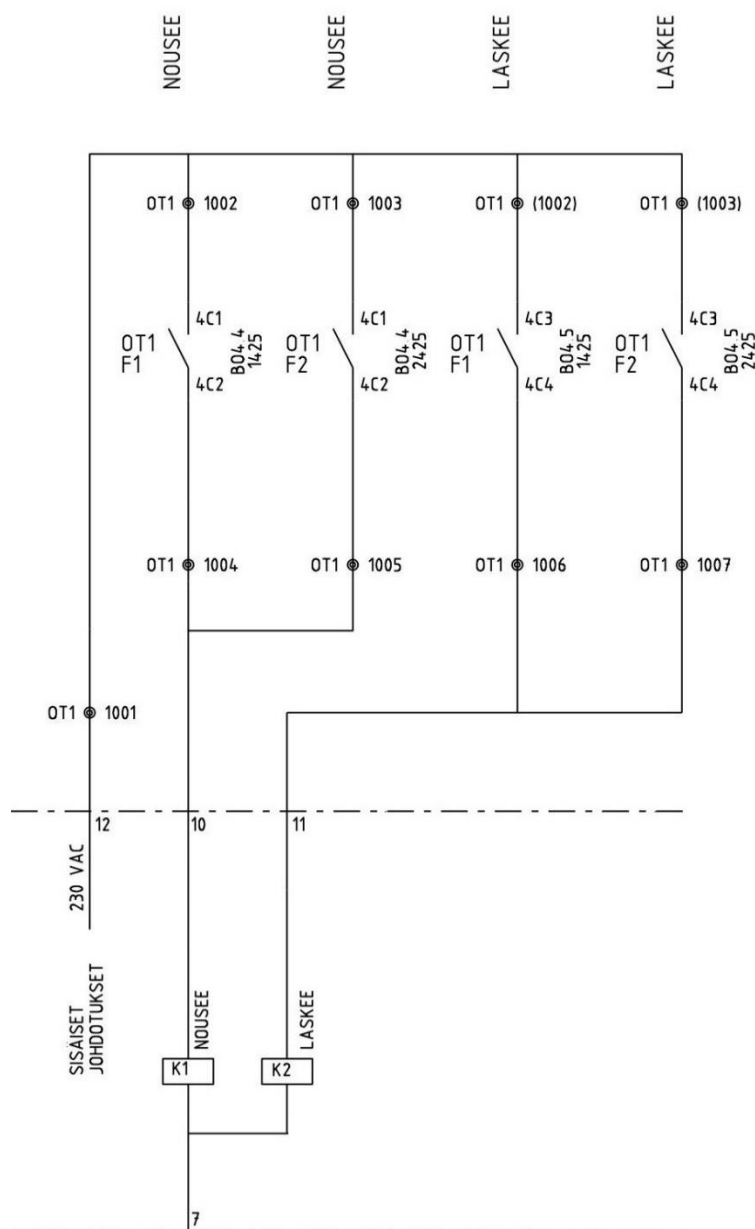 NOUSEE
NOUSEE
LASKEE
LASKEE
OT1 1002
OT1 1003
OT1 (1002)
OT1 (1003)
4C1
OT1
F1
4C2
B04.4
1425
4C1
OT1
F2
4C2
B04.4
2425
4C3
OT1
F1
4C4
B04.5
1425
4C3
OT1
F2
4C4
B04.5
2425
OT1 1004
OT1 1005
OT1 1006
OT1 1007
OT1 1001
12
10
11
230 VAC
SISÄISET
JOHDOTUKSET
NOUSEE
LASKEE
K1
K2
7